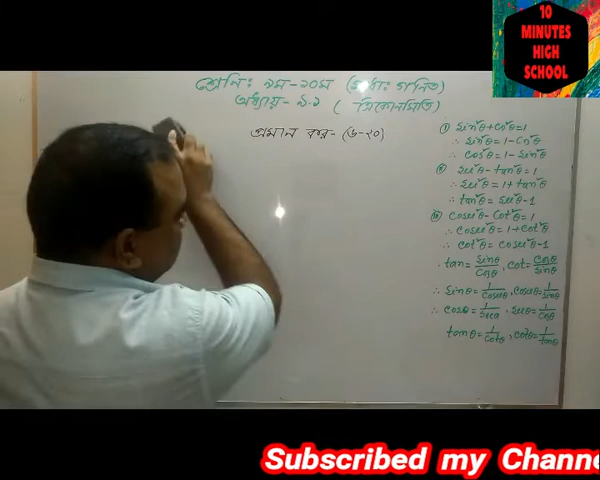 10
MINUTES
HIGH
SCHOOL
শ্রেনি: ৯ম-১০ম (সাধা: গনিত)
অধ্যায়- ৯.১ ( ত্রিকোনমিতি)
প্রমান কর- (৬-২০)
① sin²θ+cos²θ=1
∴ sin²θ=1-cos²θ
∴ cos²θ=1-sin²θ
② sec²θ-tan²θ=1
∴ sec²θ=1+tan²θ
∴ tan²θ=sec²θ-1
③ cosec²θ-cot²θ=1
∴ cosec²θ=1+cot²θ
∴ cot²θ=cosec²θ-1
tan=sinθ/cosθ, cot=cosθ/sinθ
∴ sinθ=1/cosecθ, cosecθ=1/sinθ
∴ cosθ=1/secθ, secθ=1/cosθ
tanθ=1/cotθ, cotθ=1/tanθ
Subscribed my Channe